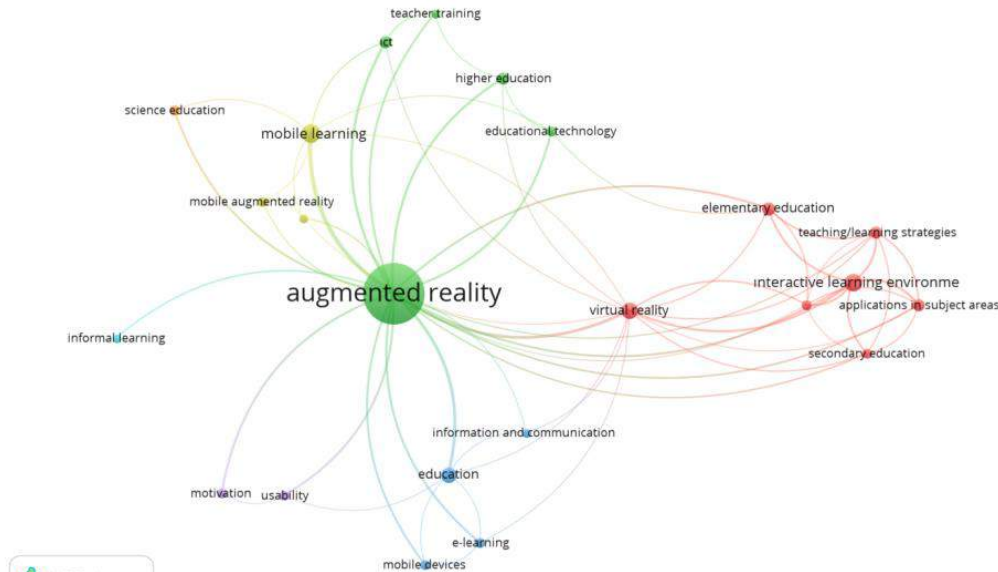 teacher training
ict
higher education
science education
mobile learning
educational technology
mobile augmented reality
elementary education
teaching/learning strategies
augmented reality
interactive learning environme
virtual reality
applications in subject areas
informal learning
secondary education
information and communication
education
motivation
usability
e-learning
mobile devices